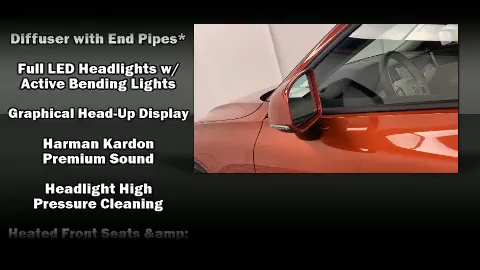 Diffuser with End Pipes*
Full LED Headlights w/
Active Bending Lights
Graphical Head-Up Display
Harman Kardon
Premium Sound
Headlight High
Pressure Cleaning
Heated Front Seats &amp;